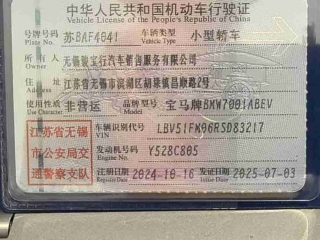 中华人民共和国机动车行驶证
Vehicle License of the People's Republic of China
号牌号码 苏BAF4041 车辆类型 小型轿车
Plate No. Vehicle Type
所有人 无锡骏宝行汽车销售服务有限公司
Owner
住址 江苏省无锡市滨湖区胡埭镇昌顺路2号
Address
使用性质 非营运 品牌型号 宝马牌BMW7001ABEV
Use Character Model
江苏省无锡
市公安局交
通警察支队
车辆识别代号 LBV51FM06RSD83217
VIN
发动机号码 Y528C805
Engine No.
注册日期 2024-10-16 发证日期 2025-07-03
Register Date Issue Date